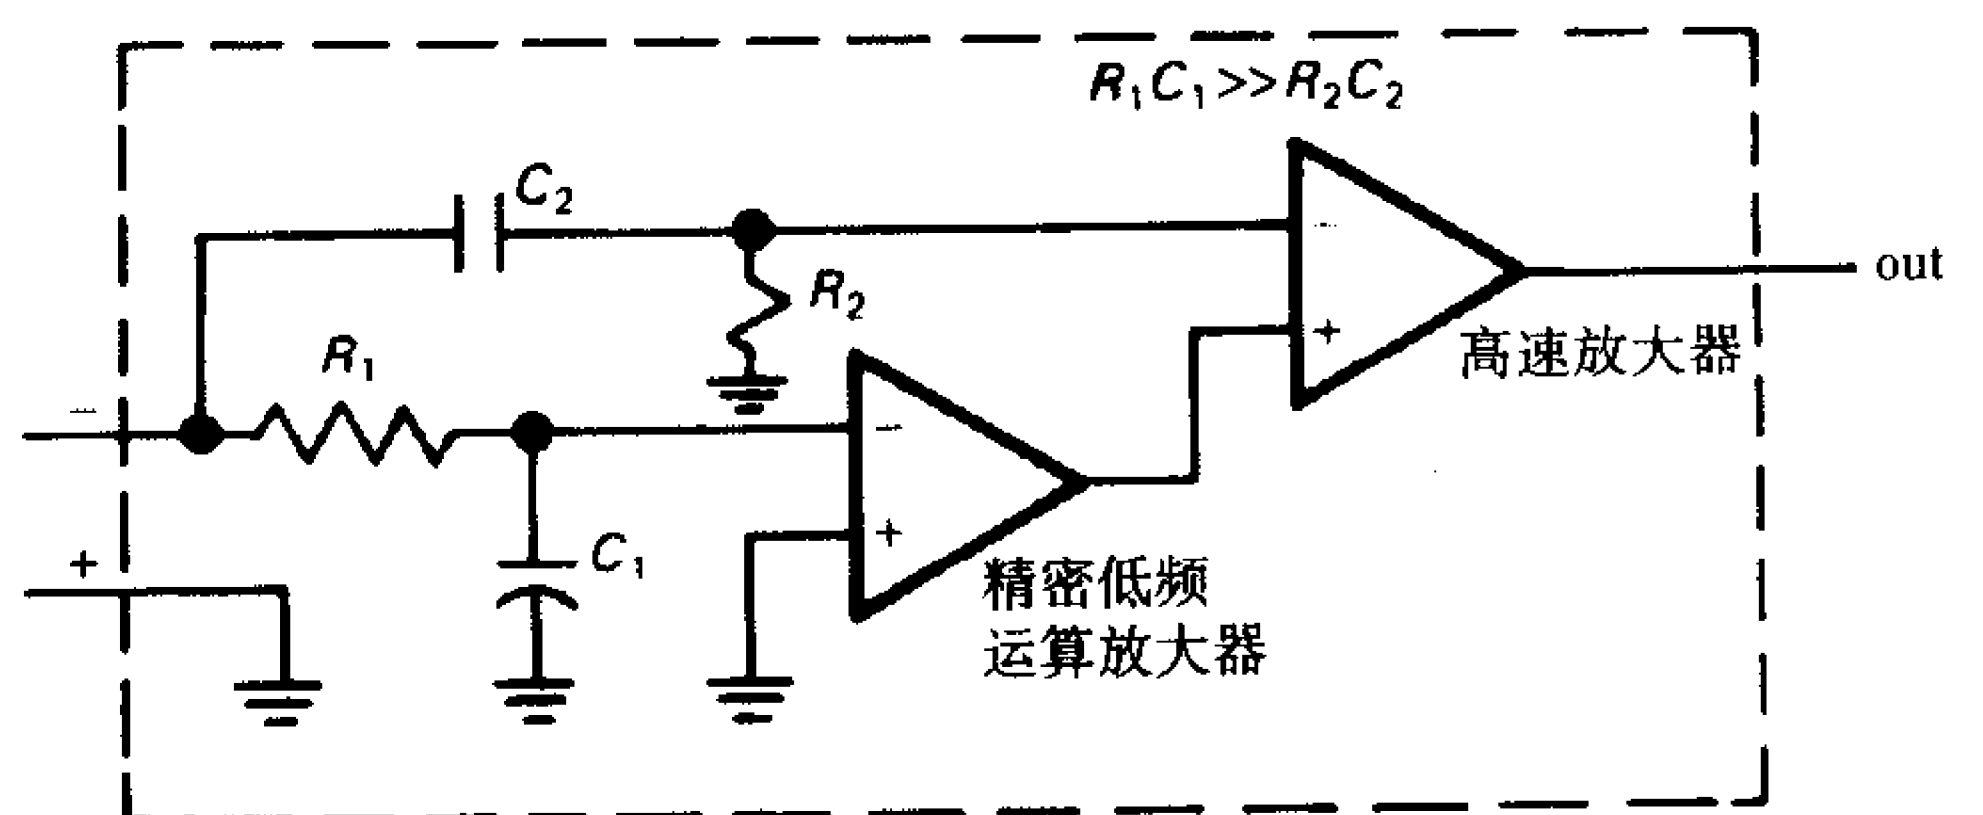 R₁C₁>>R₂C₂
C₂
R₂
R₁
C₁
−
+
−
+
−
+
out
高速放大器
精密低频
运算放大器